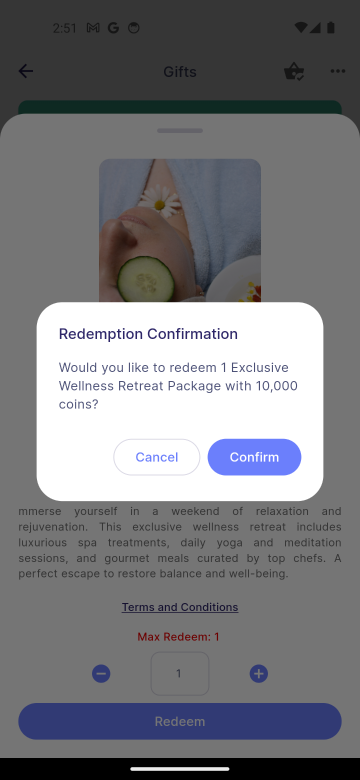 2:51
Gifts
Redemption Confirmation
Would you like to redeem 1 Exclusive
Wellness Retreat Package with 10,000
coins?
Cancel
Confirm
mmerse yourself in a weekend of relaxation and
rejuvenation. This exclusive wellness retreat includes
luxurious spa treatments, daily yoga and meditation
sessions, and gourmet meals curated by top chefs. A
perfect escape to restore balance and well-being.
Terms and Conditions
Max Redeem: 1
1
Redeem